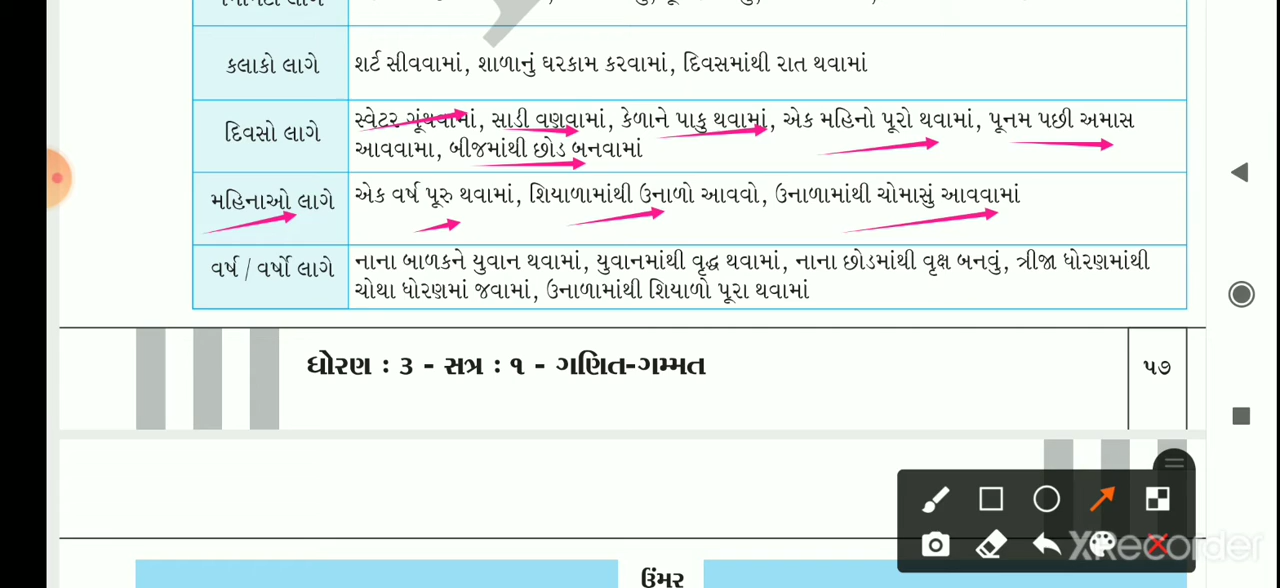 કલાકો લાગે
શર્ટ સીવવામાં, શાળાનું ઘરકામ કરવામાં, દિવસમાંથી રાત થવામાં
દિવસો લાગે
સ્વેટર ગૂંથવામાં, સાડી વણવામાં, કેળાને પાકુ થવામાં, એક મહિનો પૂરો થવામાં, પૂનમ પછી અમાસ
આવવામા, બીજમાંથી છોડ બનવામાં
મહિનાઓ લાગે
એક વર્ષ પૂરુ થવામાં, શિયાળામાંથી ઉનાળો આવવો, ઉનાળામાંથી ચોમાસું આવવામાં
વર્ષ / વર્ષો લાગે
નાના બાળકને યુવાન થવામાં, યુવાનમાંથી વૃદ્ધ થવામાં, નાના છોડમાંથી વૃક્ષ બનવું, ત્રીજા ધોરણમાંથી
ચોથા ધોરણમાં જવામાં, ઉનાળામાંથી શિયાળો પૂરા થવામાં
ધોરણ : ૩ - સત્ર : ૧ - ગણિત-ગમ્મત
૫૭
XRecorder
ઉંમર